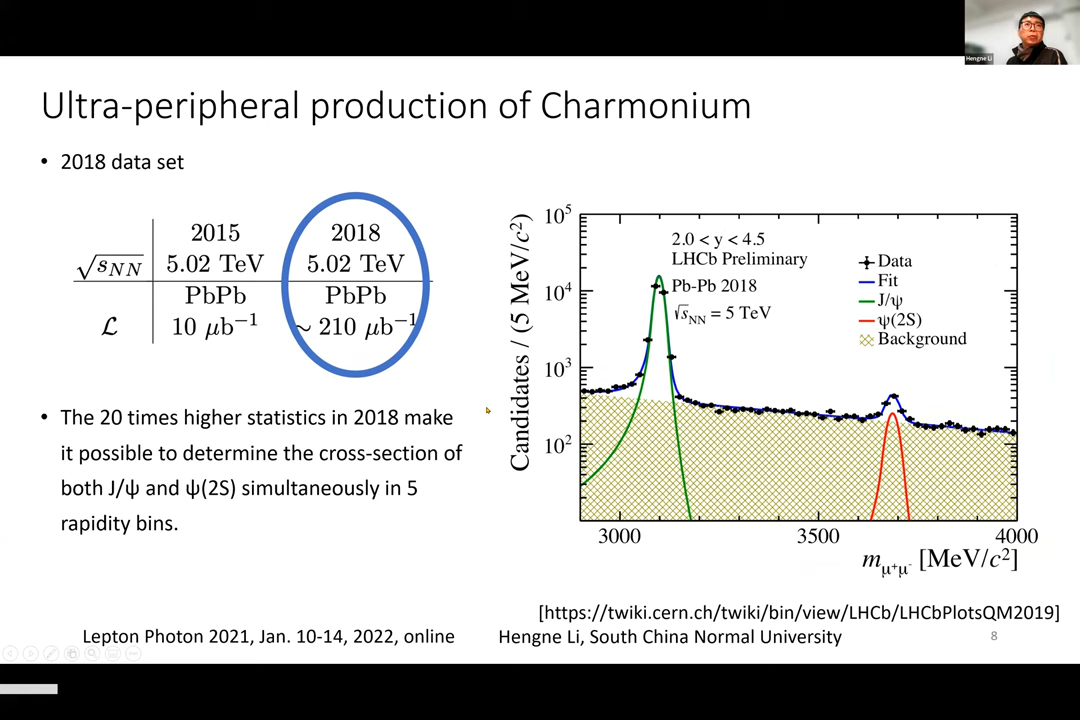 Hengne Li
Ultra-peripheral production of Charmonium
• 2018 data set
2015 2018
√sNN 5.02 TeV 5.02 TeV
PbPb PbPb
ℒ 10 μb−1 ~ 210 μb−1
• The 20 times higher statistics in 2018 make
it possible to determine the cross-section of
both J/ψ and ψ(2S) simultaneously in 5
rapidity bins.
Candidates / (5 MeV/c2)
105
104
103
102
2.0 < y < 4.5
LHCb Preliminary
Pb-Pb 2018
√sNN = 5 TeV
Data
Fit
J/ψ
ψ(2S)
Background
3000 3500 4000
mμ+μ- [MeV/c2]
[https://twiki.cern.ch/twiki/bin/view/LHCb/LHCbPlotsQM2019]
Lepton Photon 2021, Jan. 10-14, 2022, online Hengne Li, South China Normal University 8